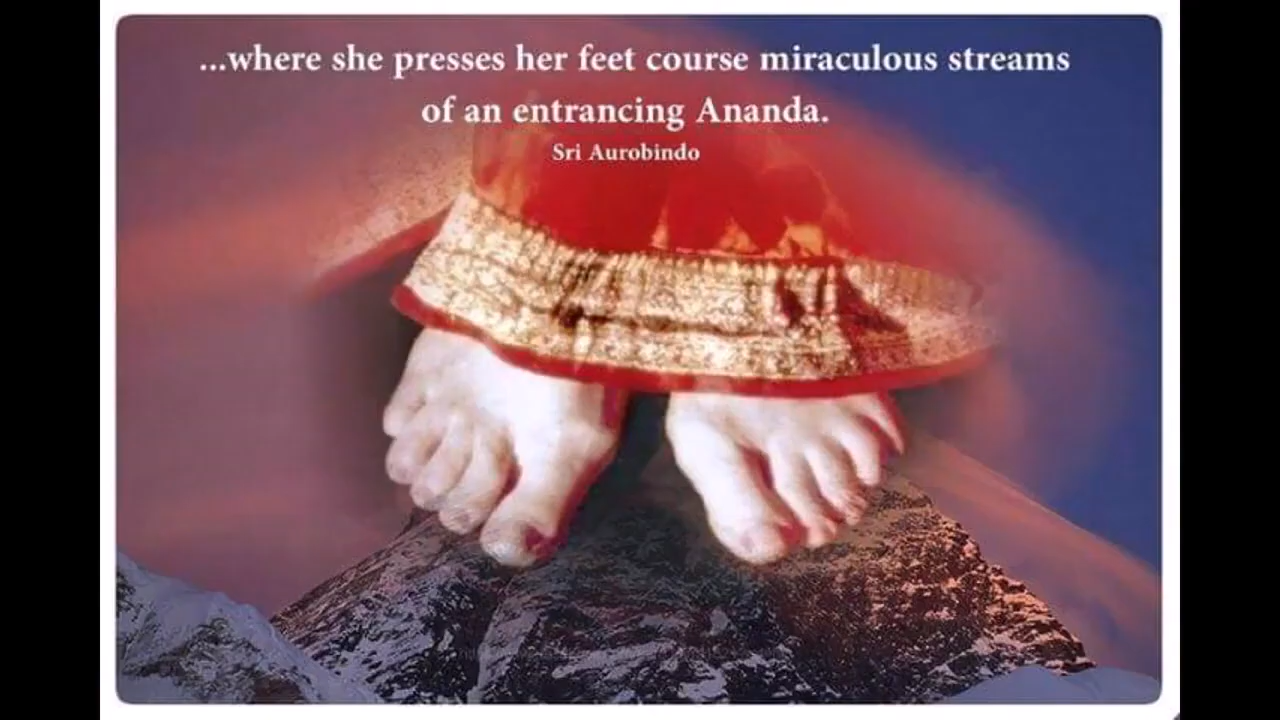 ...where she presses her feet course miraculous streams
of an entrancing Ananda.
Sri Aurobindo